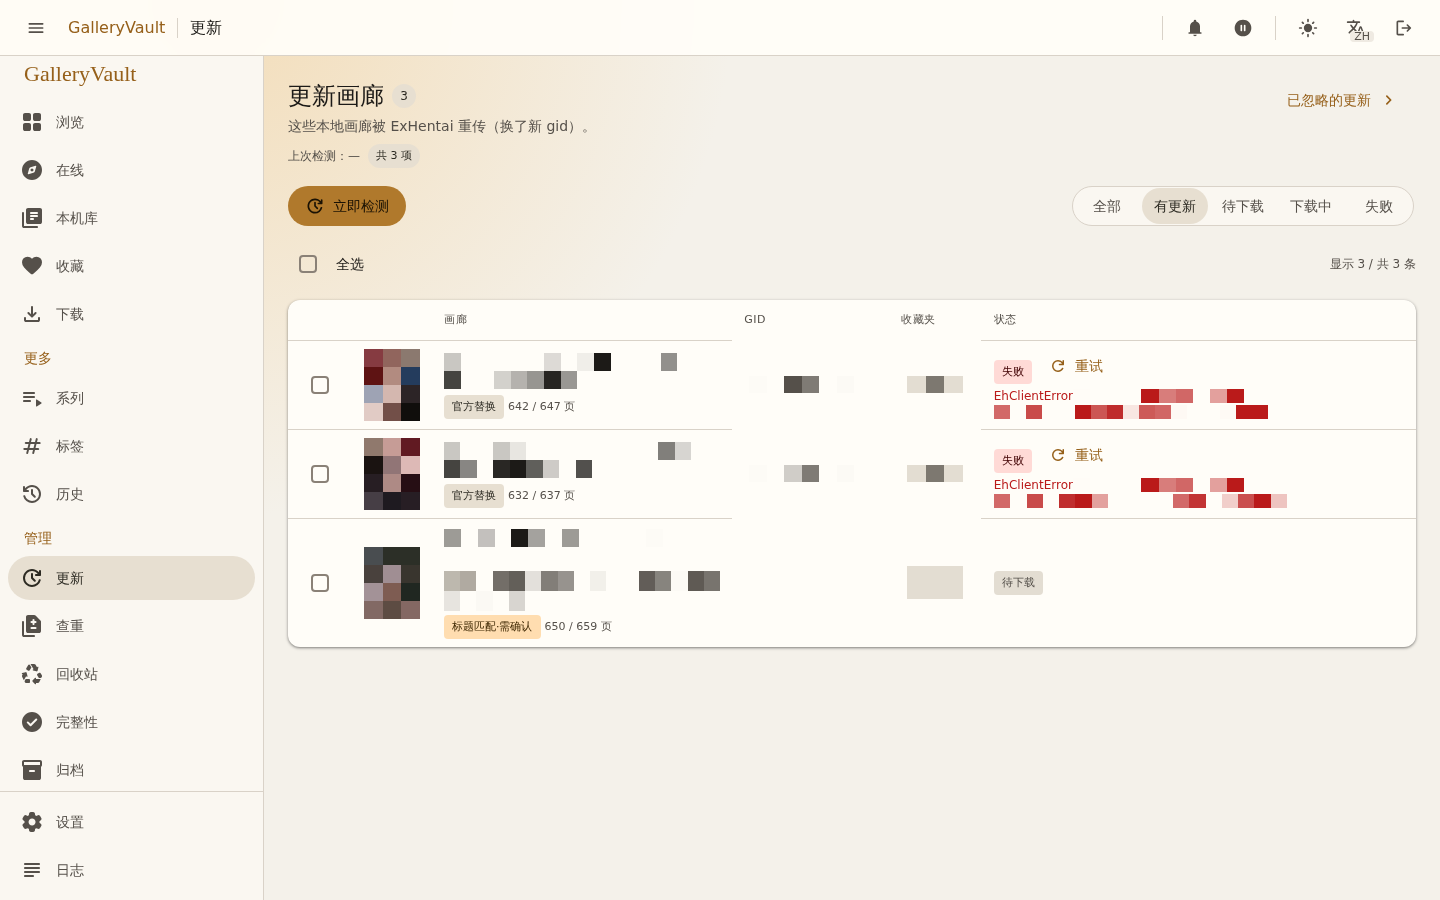 GalleryVault
更新
ZH
GalleryVault
浏览
在线
本机库
收藏
下载
更多
系列
标签
历史
管理
更新
查重
回收站
完整性
归档
设置
日志
更新画廊 3
已忽略的更新
这些本地画廊被 ExHentai 重传（换了新 gid）。
上次检测：— 共 3 项
立即检测
全部 有更新 待下载 下载中 失败
全选
显示 3 / 共 3 条
画廊 GID 收藏夹 状态
官方替换 642 / 647 页
失败 重试
EhClientError
官方替换 632 / 637 页
失败 重试
EhClientError
标题匹配·需确认 650 / 659 页
待下载